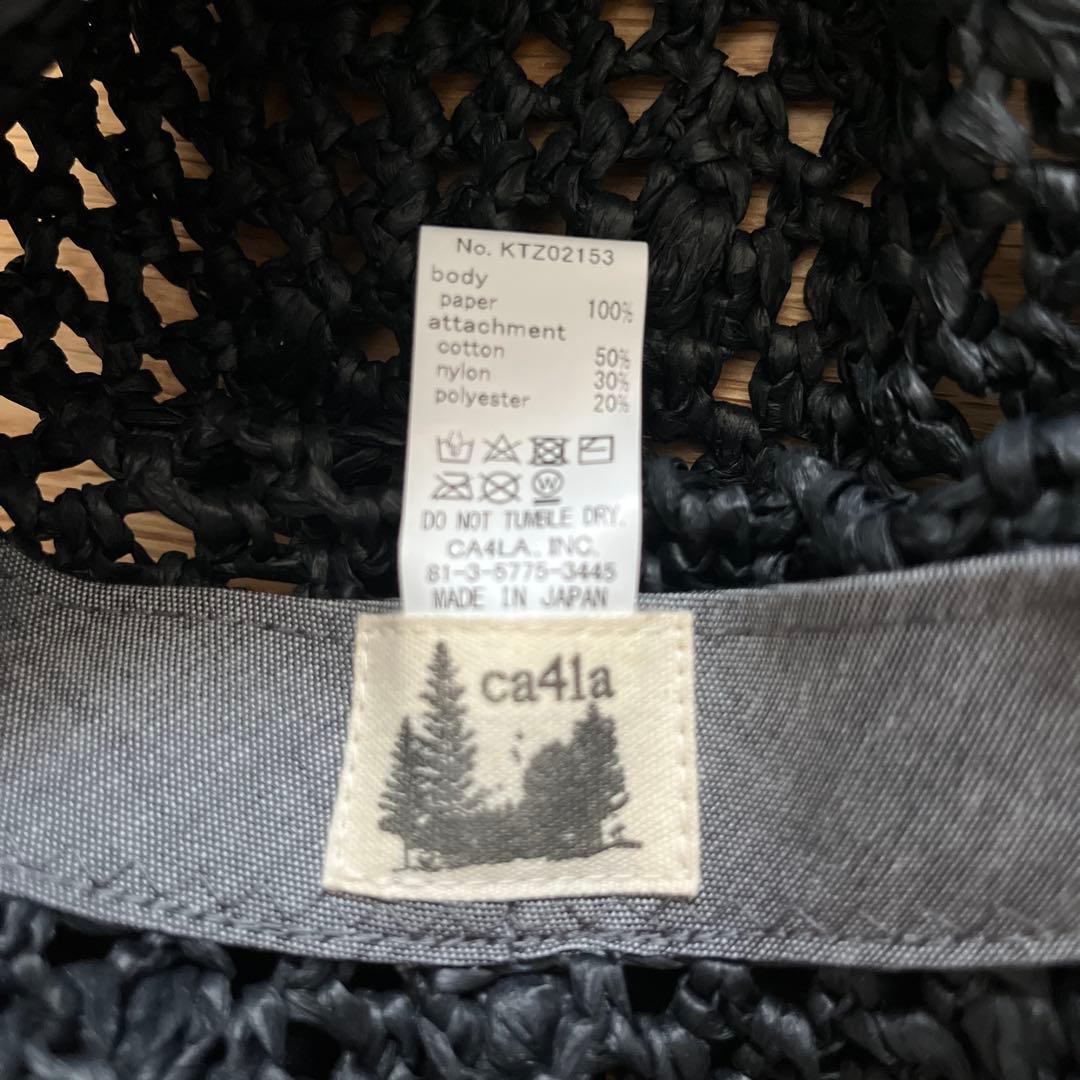 No. KTZ02153
body
paper 100%
attachment
cotton 50%
nylon 30%
polyester 20%
W
DO NOT TUMBLE DRY.
CA4LA, INC.
81-3-5775-3445
MADE IN JAPAN
ca4la